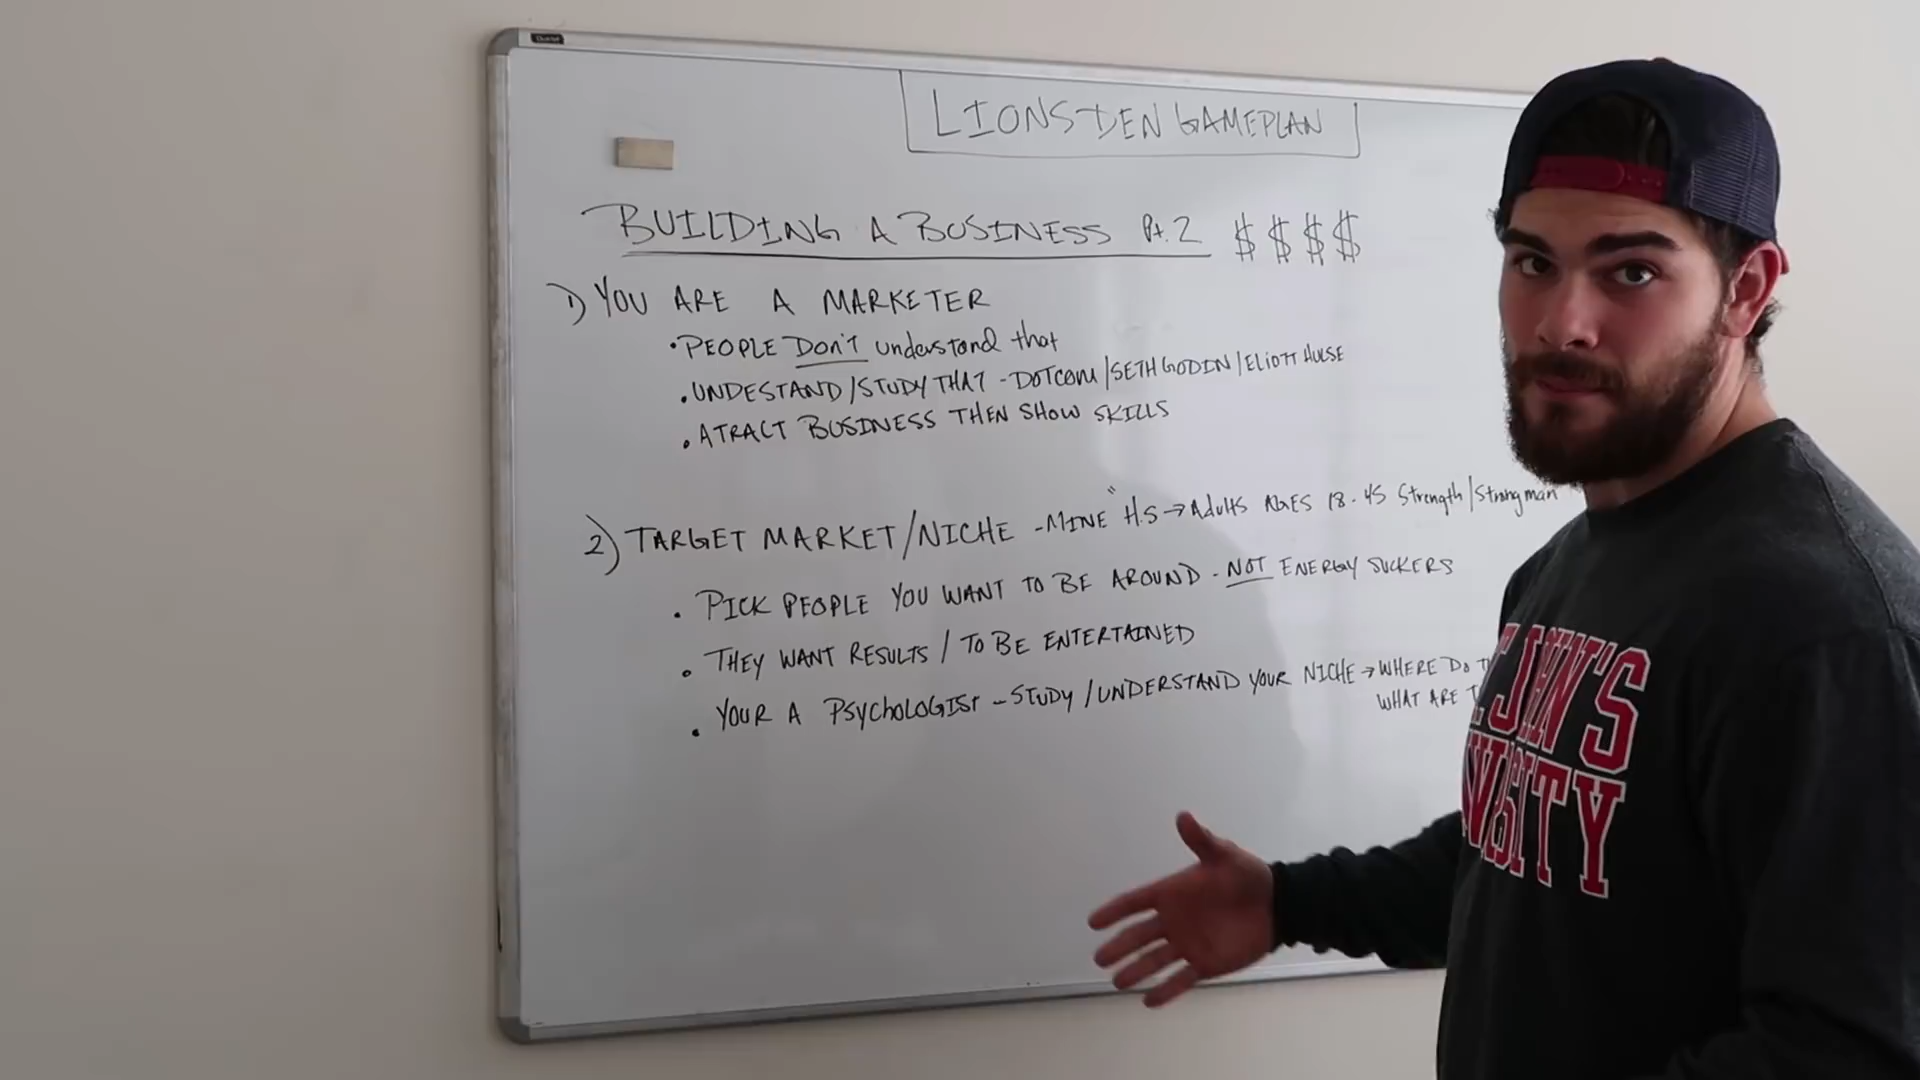 LIONSDEN GAMEPLAN
BUILDING A BUSINESS Pt. 2 $ $ $ $
1) YOU ARE A MARKETER
• PEOPLE DON'T understand that
• UNDESTAND/STUDY THAT - DOTCOM/SETH GODIN/ELIOTT HULSE
• ATRACT BUSINESS THEN SHOW SKILLS
2) TARGET MARKET/NICHE - MINE " H.S → Adults AGES 18-45 Strength/Strongman
• PICK PEOPLE YOU WANT TO BE AROUND - NOT ENERGY SUCKERS
• THEY WANT RESULTS / TO BE ENTERTAINED
• YOUR A PSYCHOLOGIST - STUDY/UNDERSTAND YOUR NICHE → WHERE DO
WHAT ARE
JOHN'S